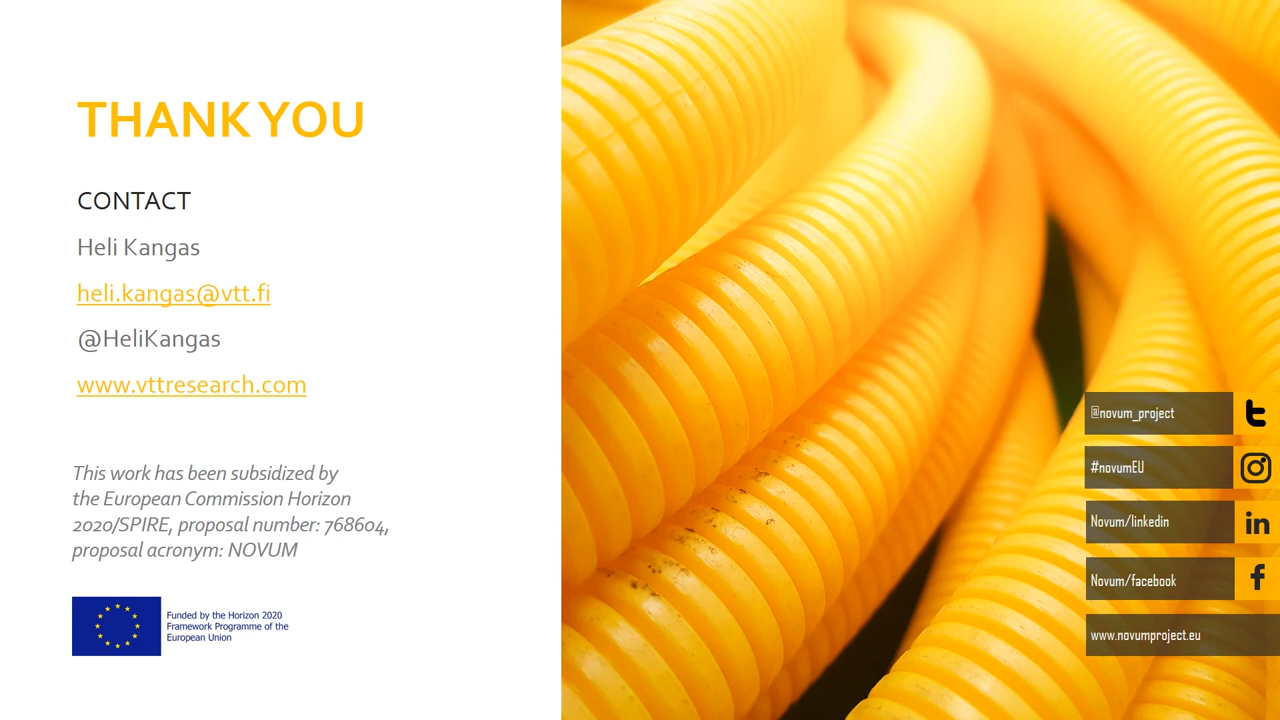 THANK YOU
CONTACT
Heli Kangas
heli.kangas@vtt.fi
@HeliKangas
www.vttresearch.com
This work has been subsidized by
the European Commission Horizon
2020/SPIRE, proposal number: 768604,
proposal acronym: NOVUM
Funded by the Horizon 2020
Framework Programme of the
European Union
@novum_project
#novumEU
Novum/linkedin
Novum/facebook
www.novumproject.eu